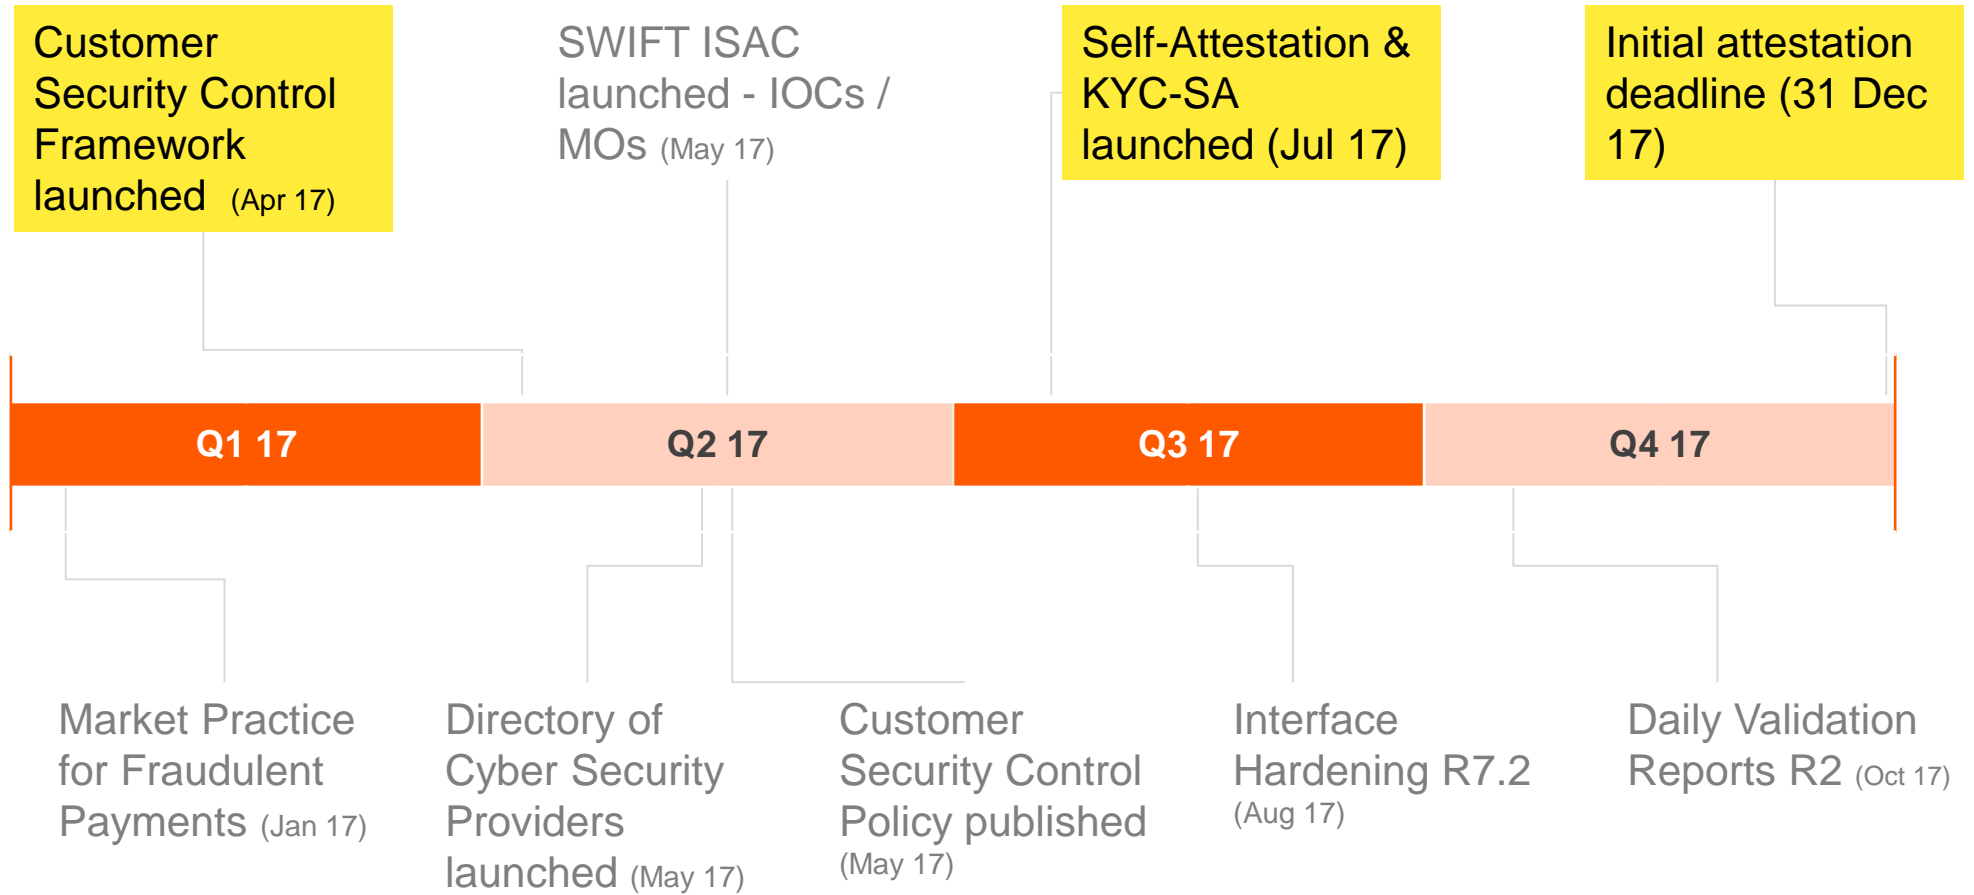 Customer
Security Control
Framework
launched (Apr 17)
SWIFT ISAC
launched - IOCs /
MOs (May 17)
Self-Attestation &
KYC-SA
launched (Jul 17)
Initial attestation
deadline (31 Dec
17)
Q1 17
Q2 17
Q3 17
Q4 17
Market Practice
for Fraudulent
Payments (Jan 17)
Directory of
Cyber Security
Providers
launched (May 17)
Customer
Security Control
Policy published
(May 17)
Interface
Hardening R7.2
(Aug 17)
Daily Validation
Reports R2 (Oct 17)